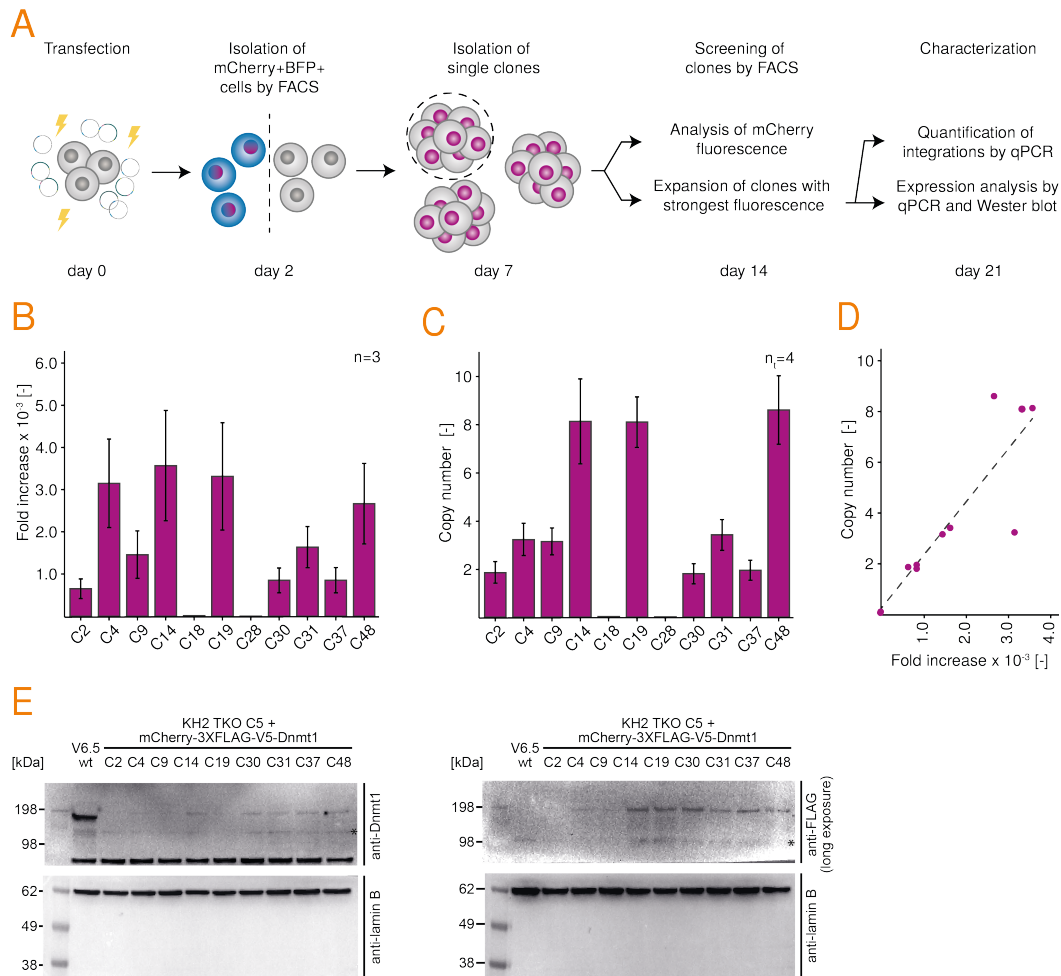 A
Transfection
Isolation of
mCherry+BFP+
cells by FACS
Isolation of
single clones
Screening of
clones by FACS
Characterization
Analysis of mCherry
fluorescence
Expansion of clones with
strongest fluorescence
Quantification of
integrations by qPCR
Expression analysis by
qPCR and Wester blot
day 0
day 2
day 7
day 14
day 21
B
Fold increase x 10⁻³ [-]
n=3
6.0
5.0
4.0
3.0
2.0
1.0
C2
C4
C9
C14
C18
C19
C28
C30
C31
C37
C48
C
Copy number [-]
nₜ=4
10
8
6
4
2
C2
C4
C9
C14
C18
C19
C28
C30
C31
C37
C48
D
Copy number [-]
10
8
6
4
2
0
1.0
2.0
3.0
4.0
Fold increase x 10⁻³ [-]
E
KH2 TKO C5 +
mCherry-3XFLAG-V5-Dnmt1
V6.5
[kDa] wt C2 C4 C9 C14 C19 C30 C31 C37 C48
198
98
*
anti-Dnmt1
62
49
38
anti-lamin B
KH2 TKO C5 +
mCherry-3XFLAG-V5-Dnmt1
V6.5
[kDa] wt C2 C4 C9 C14 C19 C30 C31 C37 C48
198
98
*
anti-FLAG
(long exposure)
62
49
38
anti-lamin B